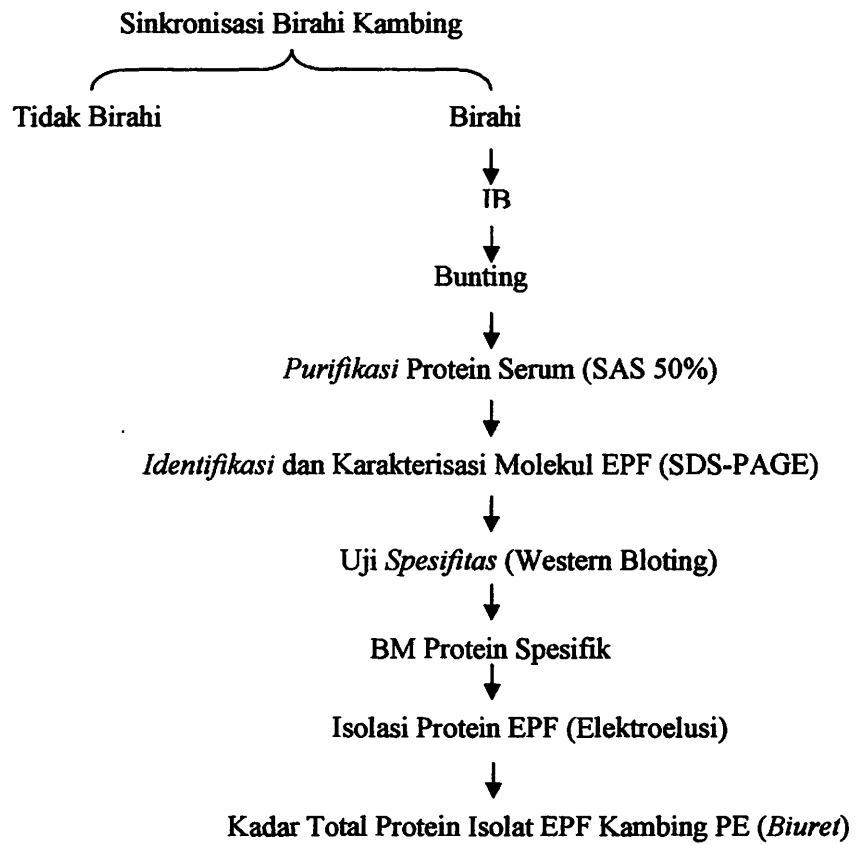 Sinkronisasi Birahi Kambing
Tidak Birahi
Birahi
IB
Bunting
Purifikasi Protein Serum (SAS 50%)
Identifikasi dan Karakterisasi Molekul EPF (SDS-PAGE)
Uji Spesifitas (Western Bloting)
BM Protein Spesifik
Isolasi Protein EPF (Elektroelusi)
Kadar Total Protein Isolat EPF Kambing PE (Biuret)